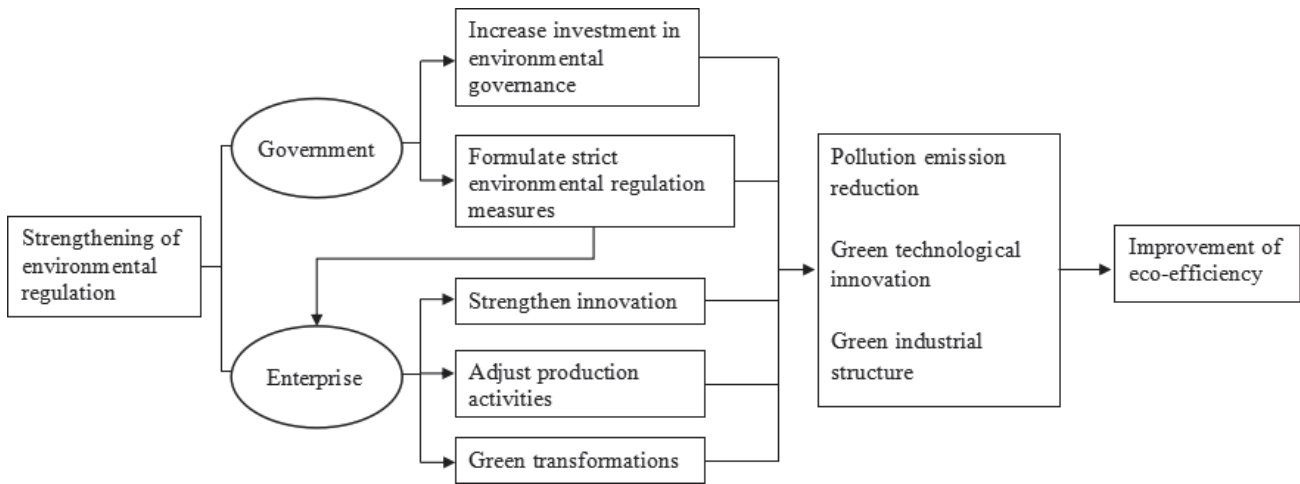 Strengthening of
environmental
regulation
Government
Enterprise
Increase investment in
environmental
governance
Formulate strict
environmental regulation
measures
Strengthen innovation
Adjust production
activities
Green transformations
Pollution emission
reduction
Green technological
innovation
Green industrial
structure
Improvement of
eco-efficiency